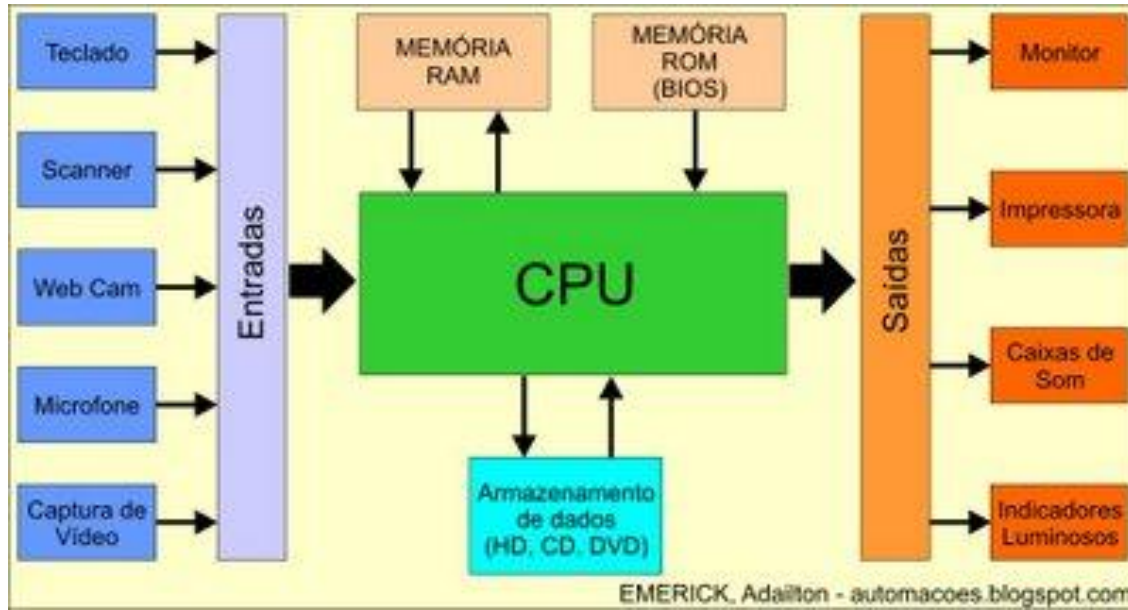 Teclado
Scanner
Web Cam
Microfone
Captura de
Vídeo
Entradas
MEMÓRIA
RAM
MEMÓRIA
ROM
(BIOS)
CPU
Armazenamento
de dados
(HD, CD, DVD)
Saídas
Monitor
Impressora
Caixas de
Som
Indicadores
Luminosos
EMERICK, Adailton - automacoes.blogspot.com